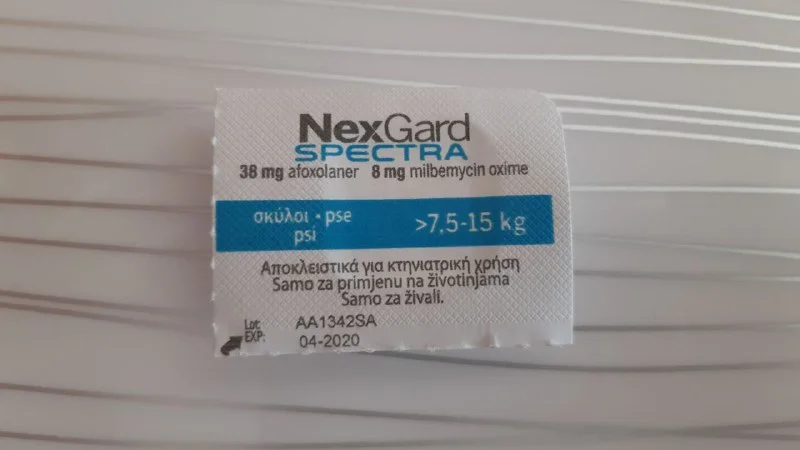 NexGard
SPECTRA
38 mg afoxolaner 8 mg milbemycin oxime
σκύλοι • pse
psi
>7,5-15 kg
Αποκλειστικά για κτηνιατρική χρήση
Samo za primjenu na životinjama
Samo za živali.
Lot: AA1342SA
EXP: 04-2020